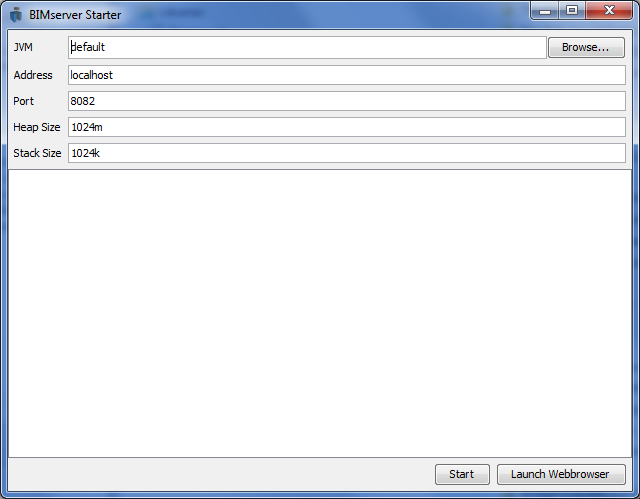 BIMserver Starter
JVM default Browse...
Address localhost
Port 8082
Heap Size 1024m
Stack Size 1024k
Start Launch Webbrowser